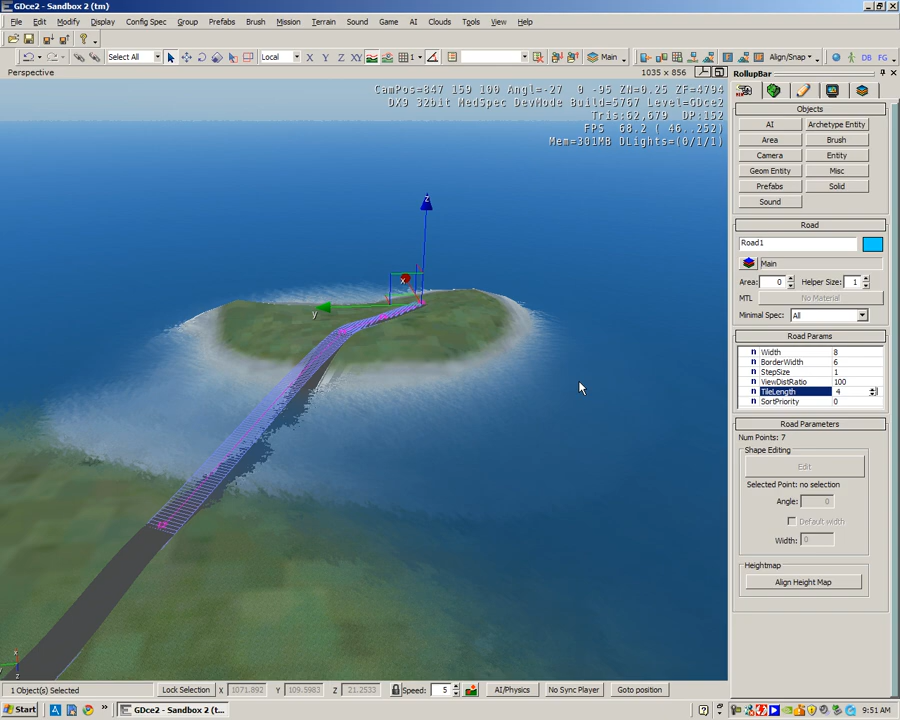 GDce2 - Sandbox 2 (tm)
File Edit Modify Display Config Spec Group Prefabs Brush Mission Terrain Sound Game AI Clouds Tools View Help
Select All Local X Y Z XY 1 Main Align/Snap DB FG
Perspective 1035 x 856
CamPos=847 159 100 Angl=-27 0 -95 ZN=0.25 ZF=4794
DX9 32bit MedSpec DevMode Build=5767 Level=GDce2
Tris:62,679 DP:152
FPS 68.2 ( 46..252)
Mem=301MB DLights=(0/1/1)
z
x
y
x
y
z
RollupBar
Objects
AI Archetype Entity
Area Brush
Camera Entity
Geom Entity Misc
Prefabs Solid
Sound
Road
Road1
Main
Area: 0 Helper Size: 1
MTL No Material
Minimal Spec: All
Road Params
n Width 8
n BorderWidth 6
n StepSize 1
n ViewDistRatio 100
n TileLength 4
n SortPriority 0
Road Parameters
Num Points: 7
Shape Editing
Edit
Selected Point: no selection
Angle: 0
Default width
Width: 0
Heightmap
Align Height Map
1 Object(s) Selected Lock Selection X 1071.892 Y 109.5983 Z 21.2533 Speed: 5 AI/Physics No Sync Player Goto position
Start GDce2 - Sandbox 2 (t... 9:51 AM